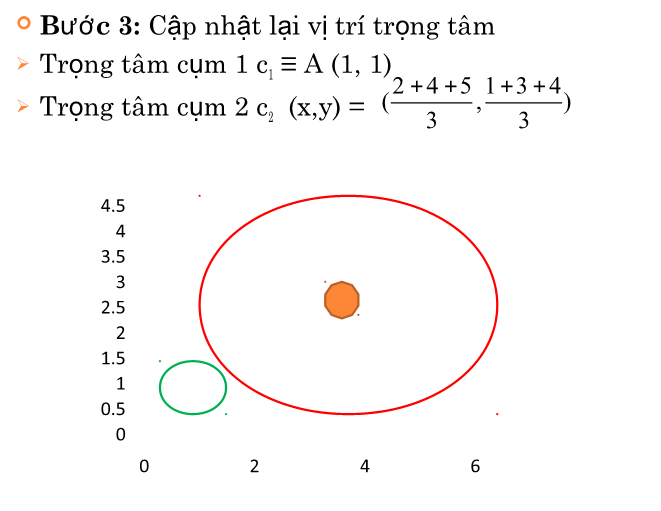 Bước 3: Cập nhật lại vị trí trọng tâm
Trọng tâm cụm 1 c₁ ≡ A (1, 1)
Trọng tâm cụm 2 c₂ (x,y) = (2+4+5/3, 1+3+4/3)
4.5
4
3.5
3
2.5
2
1.5
1
0.5
0
0 2 4 6